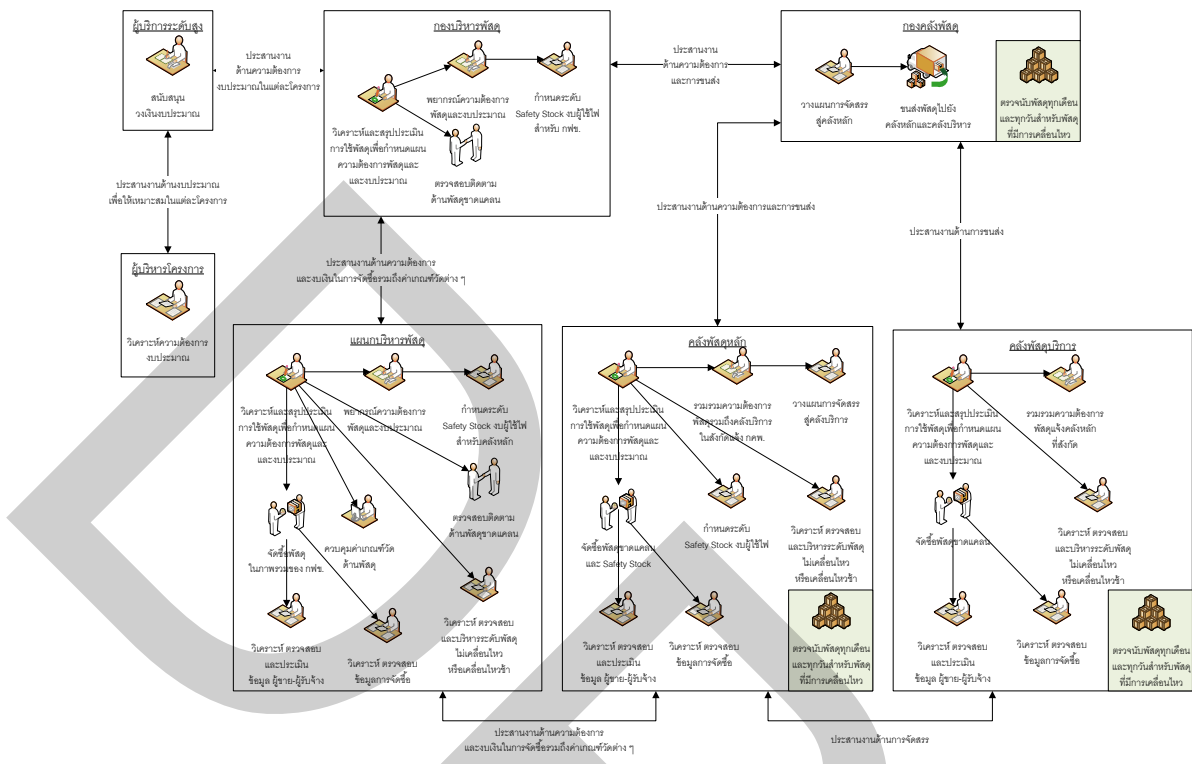 ผู้บริการระดับสูง
สนับสนุน
วงเงินงบประมาณ
ประสานงาน
ด้านความต้องการ
งบประมาณในแต่ละโครงการ
กองบริหารพัสดุ
วิเคราะห์และสรุปประเมิน
การใช้พัสดุเพื่อกำหนดแผน
ความต้องการพัสดุและ
และงบประมาณ
พยากรณ์ความต้องการ
พัสดุและงบประมาณ
กำหนดระดับ
Safety Stock งบผู้ใช้ไฟ
สำหรับ กฟข.
ตรวจสอบติดตาม
ด้านพัสดุขาดแคลน
ประสานงาน
ด้านความต้องการ
และการขนส่ง
กองคลังพัสดุ
วางแผนการจัดสรร
สู่คลังหลัก
ขนส่งพัสดุไปยัง
คลังหลักและคลังบริหาร
ตรวจนับพัสดุทุกเดือน
และทุกวันสำหรับพัสดุ
ที่มีการเคลื่อนไหว
ประสานงานด้านงบประมาณ
เพื่อให้เหมาะสมในแต่ละโครงการ
ผู้บริหารโครงการ
วิเคราะห์ความต้องการ
งบประมาณ
ประสานงานด้านความต้องการ
และงบเงินในการจัดซื้อรวมถึงค่าเกณฑ์วัดต่าง ๆ
ประสานงานด้านความต้องการและการขนส่ง
ประสานงานด้านการขนส่ง
แผนกบริหารพัสดุ
วิเคราะห์และสรุปประเมิน
การใช้พัสดุเพื่อกำหนดแผน
ความต้องการพัสดุและ
และงบประมาณ
พยากรณ์ความต้องการ
พัสดุและงบประมาณ
กำหนดระดับ
Safety Stock งบผู้ใช้ไฟ
สำหรับคลังหลัก
ตรวจสอบติดตาม
ด้านพัสดุขาดแคลน
จัดซื้อพัสดุ
ในภาพรวมของ กฟข.
ควบคุมค่าเกณฑ์วัด
ด้านพัสดุ
วิเคราะห์ ตรวจสอบ
และประเมิน
ข้อมูล ผู้ขาย-ผู้รับจ้าง
วิเคราะห์ ตรวจสอบ
ข้อมูลการจัดซื้อ
วิเคราะห์ ตรวจสอบ
และบริหารระดับพัสดุ
ไม่เคลื่อนไหว
หรือเคลื่อนไหวช้า
คลังพัสดุหลัก
วิเคราะห์และสรุปประเมิน
การใช้พัสดุเพื่อกำหนดแผน
ความต้องการพัสดุและ
และงบประมาณ
รวมรวมความต้องการ
พัสดุรวมถึงคลังบริการ
ในสังกัดแจ้ง กคพ.
วางแผนการจัดสรร
สู่คลังบริการ
จัดซื้อพัสดุขาดแคลน
และ Safety Stock
กำหนดระดับ
Safety Stock งบผู้ใช้ไฟ
วิเคราะห์ ตรวจสอบ
และบริหารระดับพัสดุ
ไม่เคลื่อนไหว
หรือเคลื่อนไหวช้า
วิเคราะห์ ตรวจสอบ
และประเมิน
ข้อมูล ผู้ขาย-ผู้รับจ้าง
วิเคราะห์ ตรวจสอบ
ข้อมูลการจัดซื้อ
ตรวจนับพัสดุทุกเดือน
และทุกวันสำหรับพัสดุ
ที่มีการเคลื่อนไหว
คลังพัสดุบริการ
วิเคราะห์และสรุปประเมิน
การใช้พัสดุเพื่อกำหนดแผน
ความต้องการพัสดุและ
และงบประมาณ
รวมรวมความต้องการ
พัสดุแจ้งคลังหลัก
ที่สังกัด
จัดซื้อพัสดุขาดแคลน
วิเคราะห์ ตรวจสอบ
และบริหารระดับพัสดุ
ไม่เคลื่อนไหว
หรือเคลื่อนไหวช้า
วิเคราะห์ ตรวจสอบ
และประเมิน
ข้อมูล ผู้ขาย-ผู้รับจ้าง
วิเคราะห์ ตรวจสอบ
ข้อมูลการจัดซื้อ
ตรวจนับพัสดุทุกเดือน
และทุกวันสำหรับพัสดุ
ที่มีการเคลื่อนไหว
ประสานงานด้านความต้องการ
และงบเงินในการจัดซื้อรวมถึงค่าเกณฑ์วัดต่าง ๆ
ประสานงานด้านการจัดสรร